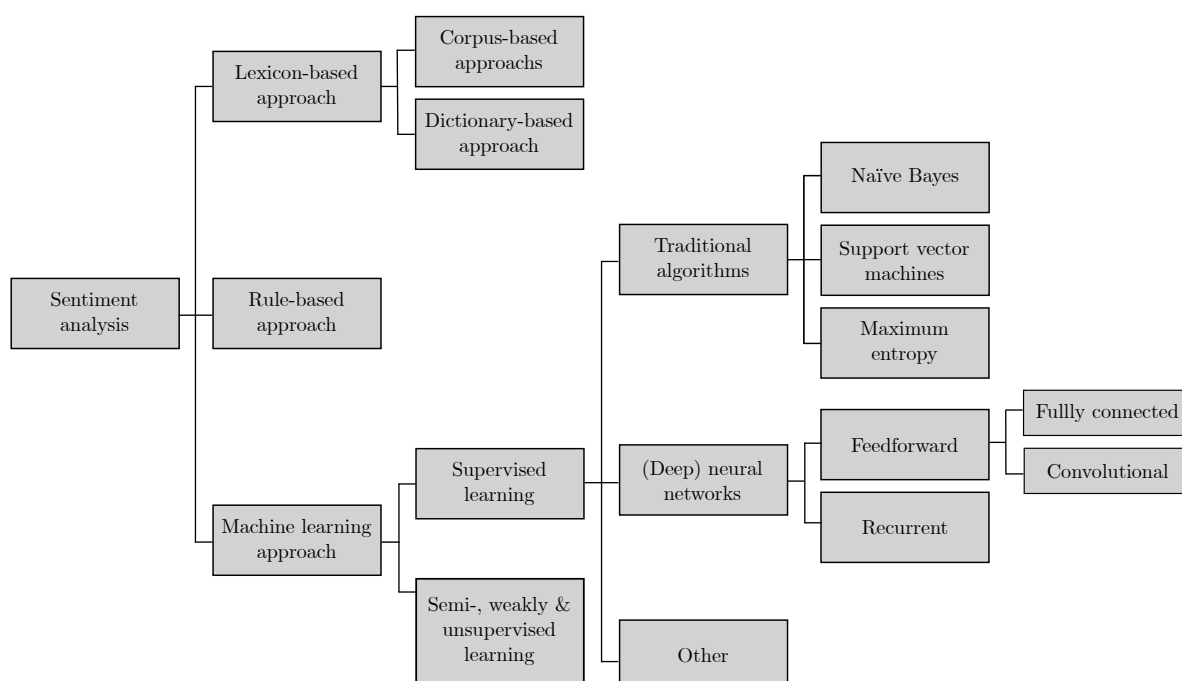 Sentiment
analysis
Lexicon-based
approach
Corpus-based
approachs
Dictionary-based
approach
Rule-based
approach
Machine learning
approach
Supervised
learning
Traditional
algorithms
Naïve Bayes
Support vector
machines
Maximum
entropy
(Deep) neural
networks
Feedforward
Fullly connected
Convolutional
Recurrent
Other
Semi-, weakly &
unsupervised
learning